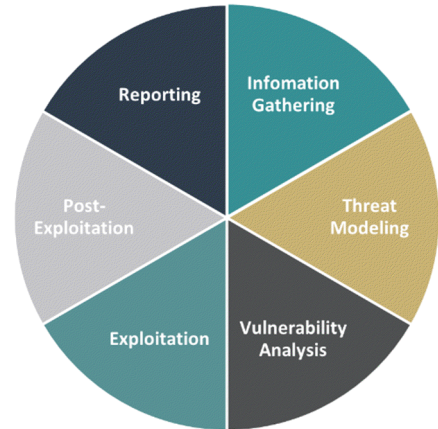 Reporting
Infomation
Gathering
Post-
Exploitation
Threat
Modeling
Exploitation
Vulnerability
Analysis